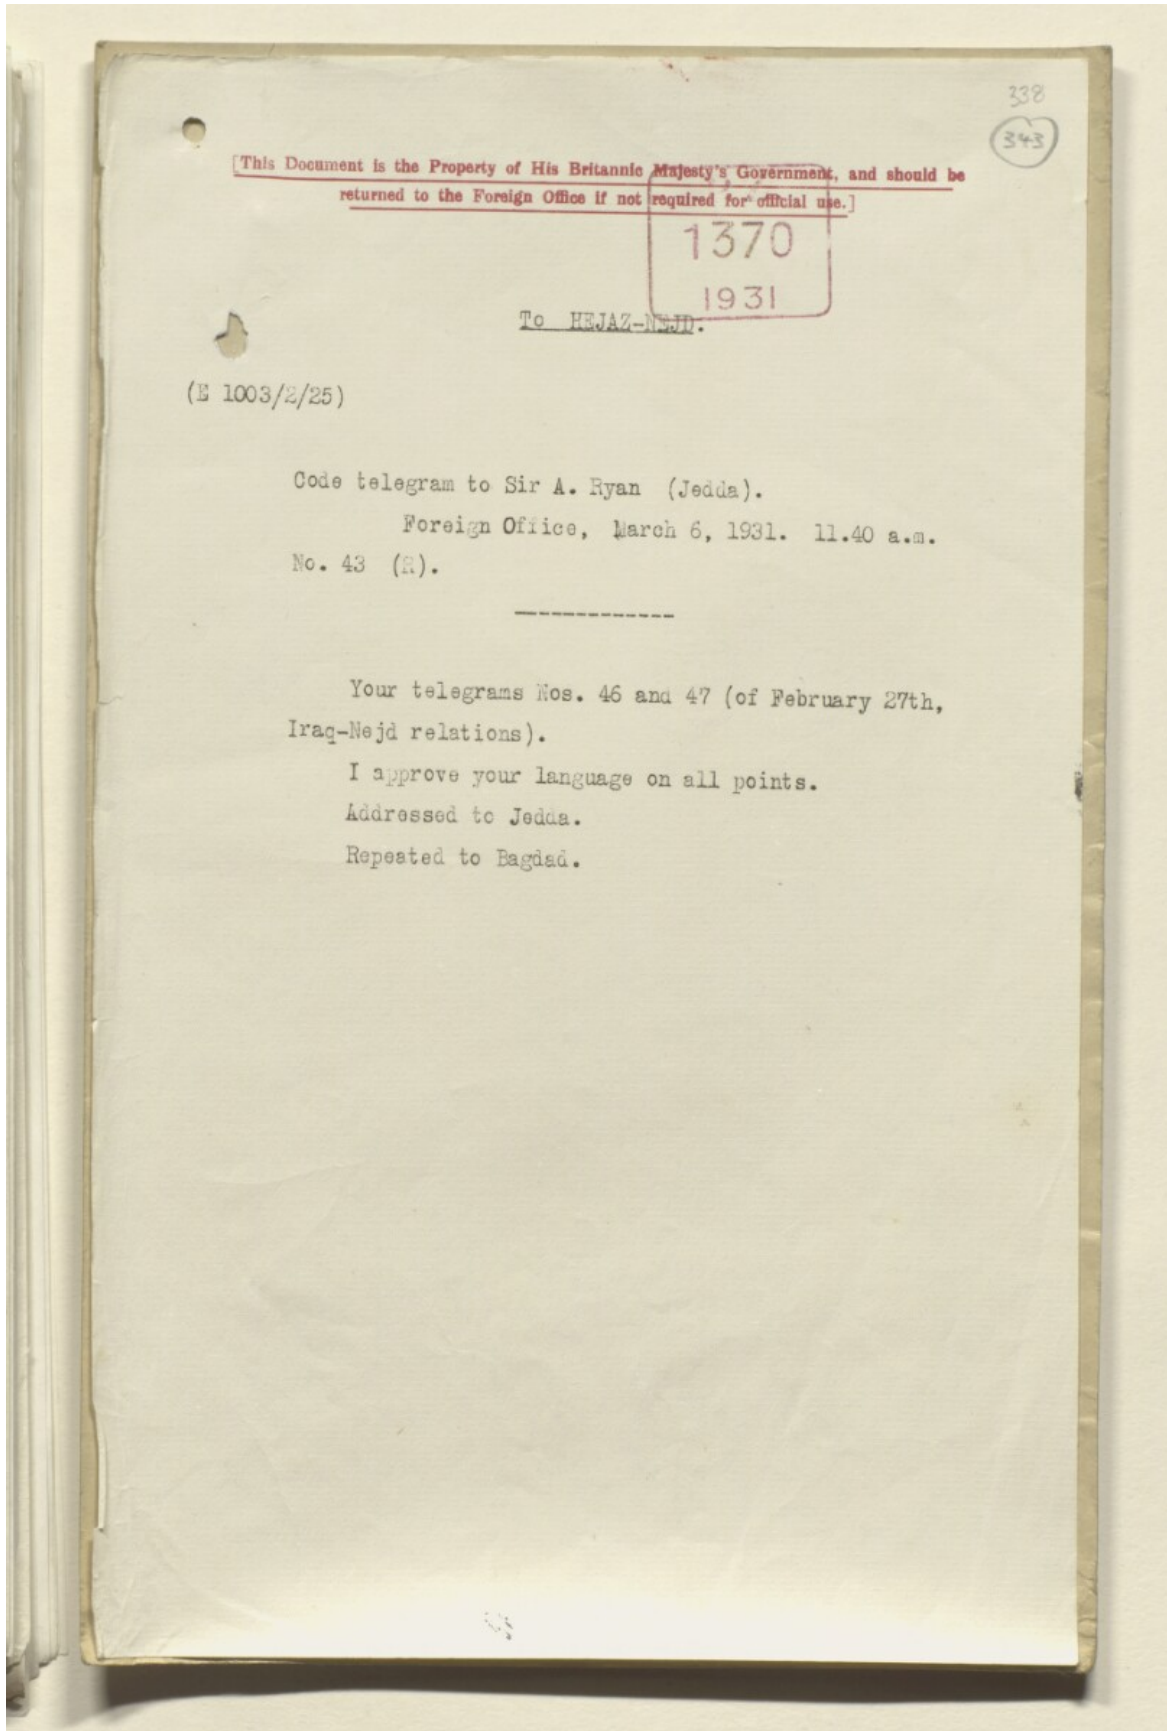 338
343
[This Document is the Property of His Britannic Majesty's Government, and should be
returned to the Foreign Office if not required for official use.]
1370
1931
To HEJAZ-NEJD.
(E 1003/2/25)
Code telegram to Sir A. Ryan (Jedda).
Foreign Office, March 6, 1931. 11.40 a.m.
No. 43 (R).
-------------
Your telegrams Nos. 46 and 47 (of February 27th,
Iraq-Nejd relations).
I approve your language on all points.
Addressed to Jedda.
Repeated to Bagdad.